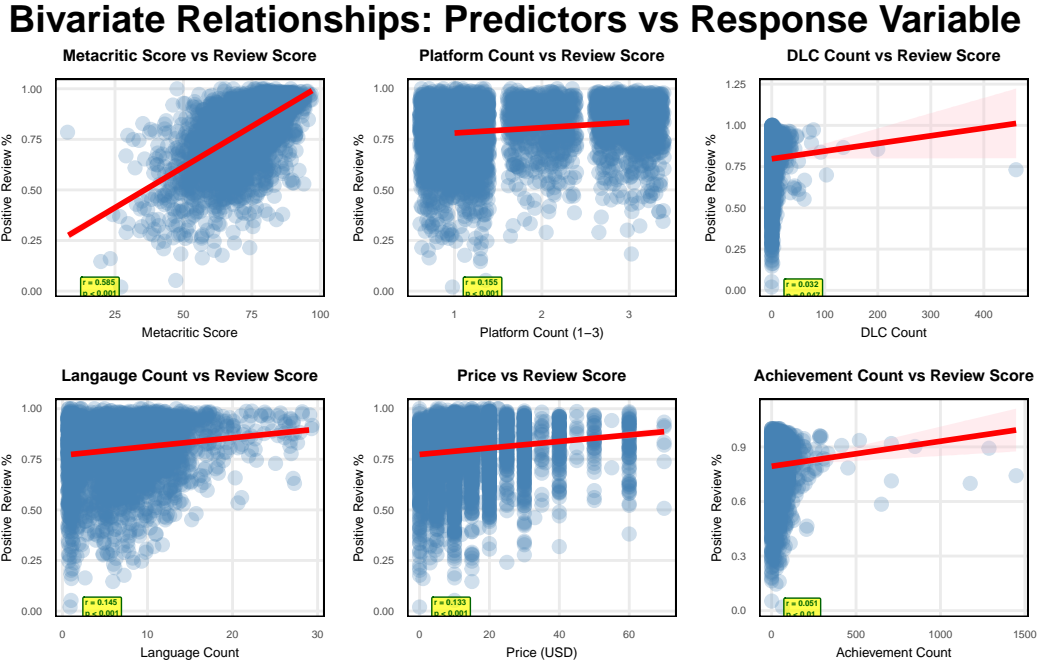 Bivariate Relationships: Predictors vs Response Variable
Metacritic Score vs Review Score
Positive Review %
1.00
0.75
0.50
0.25
0.00
r = 0.585
p < 0.001
25 50 75 100
Metacritic Score
Platform Count vs Review Score
Positive Review %
1.00
0.75
0.50
0.25
0.00
r = 0.155
p < 0.001
1 2 3
Platform Count (1−3)
DLC Count vs Review Score
Positive Review %
1.25
1.00
0.75
0.50
0.25
0.00
r = 0.032
p = 0.047
0 100 200 300 400
DLC Count
Langauge Count vs Review Score
Positive Review %
1.00
0.75
0.50
0.25
0.00
r = 0.145
p < 0.001
0 10 20 30
Language Count
Price vs Review Score
Positive Review %
1.00
0.75
0.50
0.25
0.00
r = 0.133
p < 0.001
0 20 40 60
Price (USD)
Achievement Count vs Review Score
Positive Review %
0.9
0.6
0.3
0.0
r = 0.051
p < 0.01
0 500 1000 1500
Achievement Count